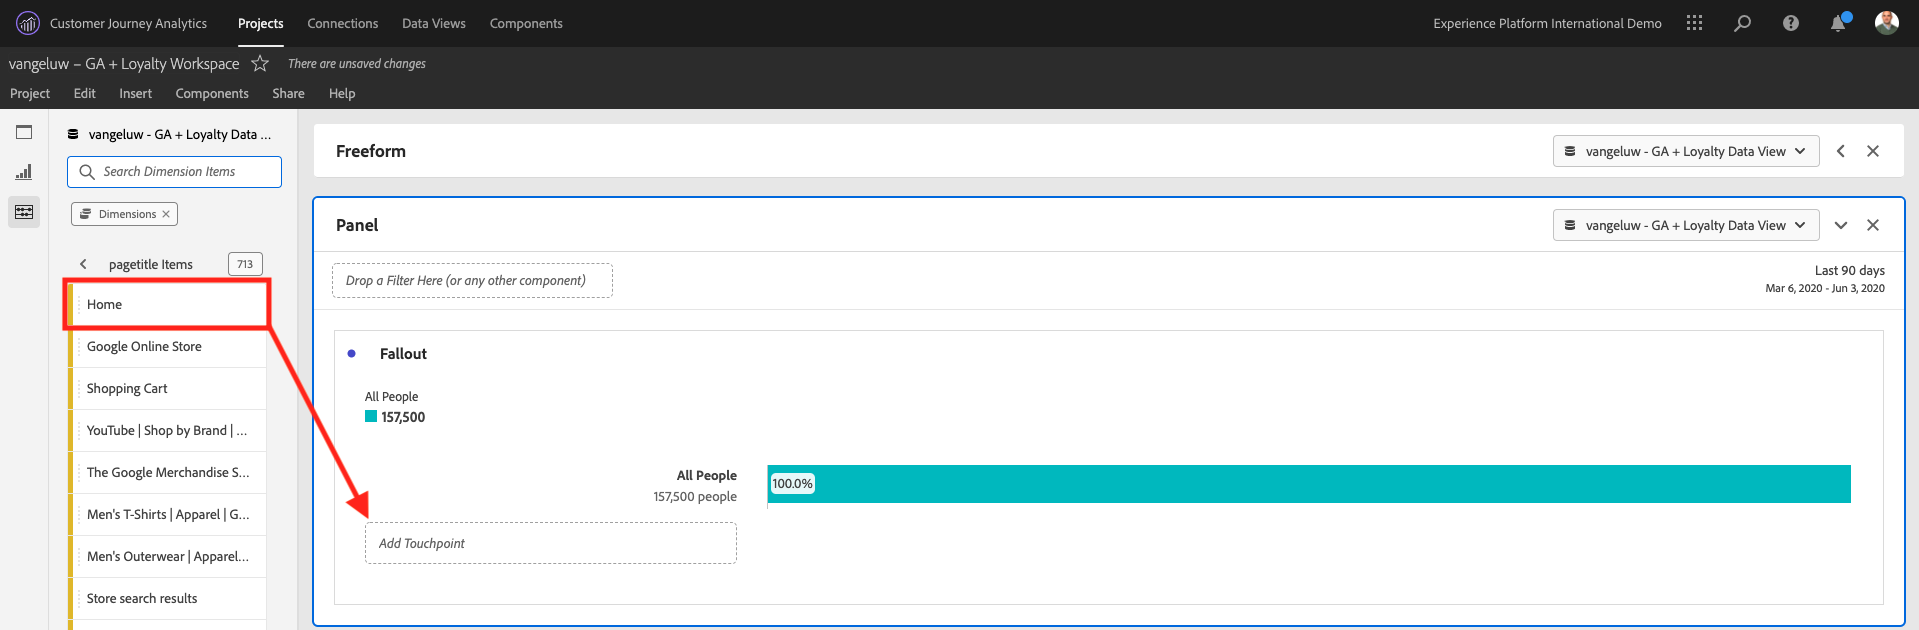 Customer Journey Analytics
Projects
Connections
Data Views
Components
Experience Platform International Demo
vangeluw – GA + Loyalty Workspace
There are unsaved changes
Project
Edit
Insert
Components
Share
Help
vangeluw - GA + Loyalty Data ...
Search Dimension Items
Dimensions
pagetitle Items
713
Home
Google Online Store
Shopping Cart
YouTube | Shop by Brand | ...
The Google Merchandise S...
Men's T-Shirts | Apparel | G...
Men's Outerwear | Apparel...
Store search results
Freeform
vangeluw - GA + Loyalty Data View
Panel
vangeluw - GA + Loyalty Data View
Drop a Filter Here (or any other component)
Last 90 days
Mar 6, 2020 - Jun 3, 2020
Fallout
All People
157,500
All People
157,500 people
100.0%
Add Touchpoint